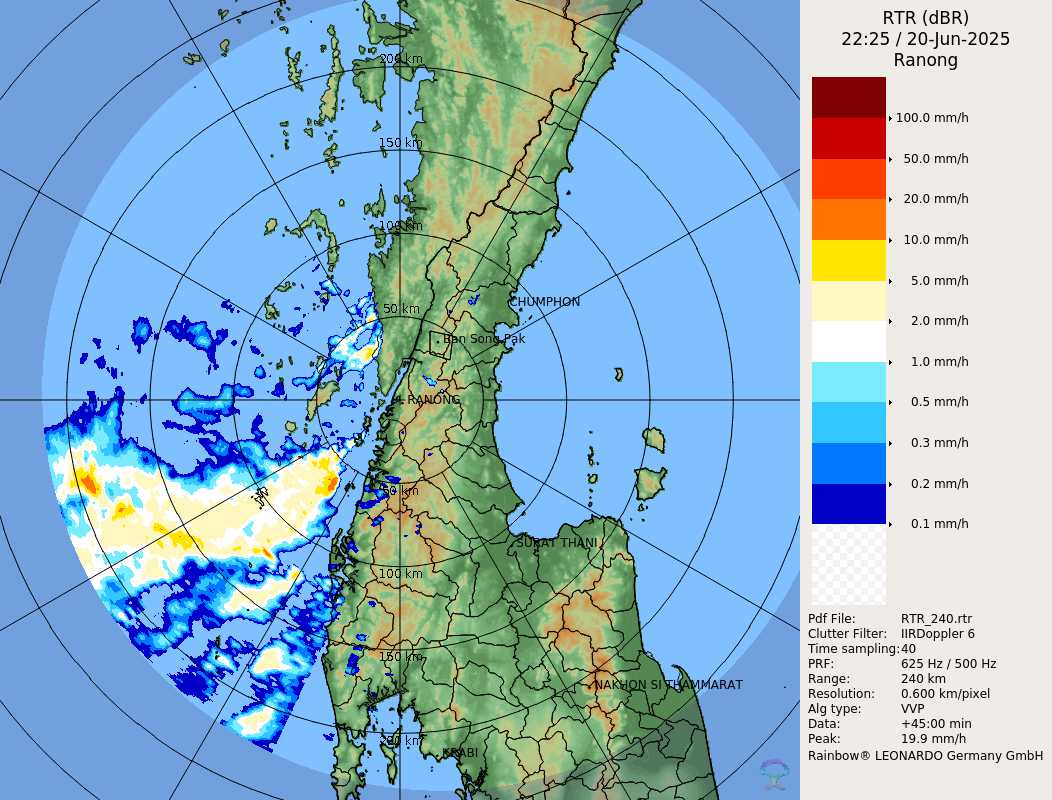 RTR (dBR)
22:25 / 20-Jun-2025
Ranong
100.0 mm/h
50.0 mm/h
20.0 mm/h
10.0 mm/h
5.0 mm/h
2.0 mm/h
1.0 mm/h
0.5 mm/h
0.3 mm/h
0.2 mm/h
0.1 mm/h
Pdf File: RTR_240.rtr
Clutter Filter: IIRDoppler 6
Time sampling: 40
PRF: 625 Hz / 500 Hz
Range: 240 km
Resolution: 0.600 km/pixel
Alg type: VVP
Data: +45:00 min
Peak: 19.9 mm/h
Rainbow® LEONARDO Germany GmbH
200 km
150 km
100 km
50 km
CHUMPHON
Ban Song Pak
RANONG
50 km
SURAT THANI
100 km
150 km
NAKHON SI THAMMARAT
200 km
KRABI